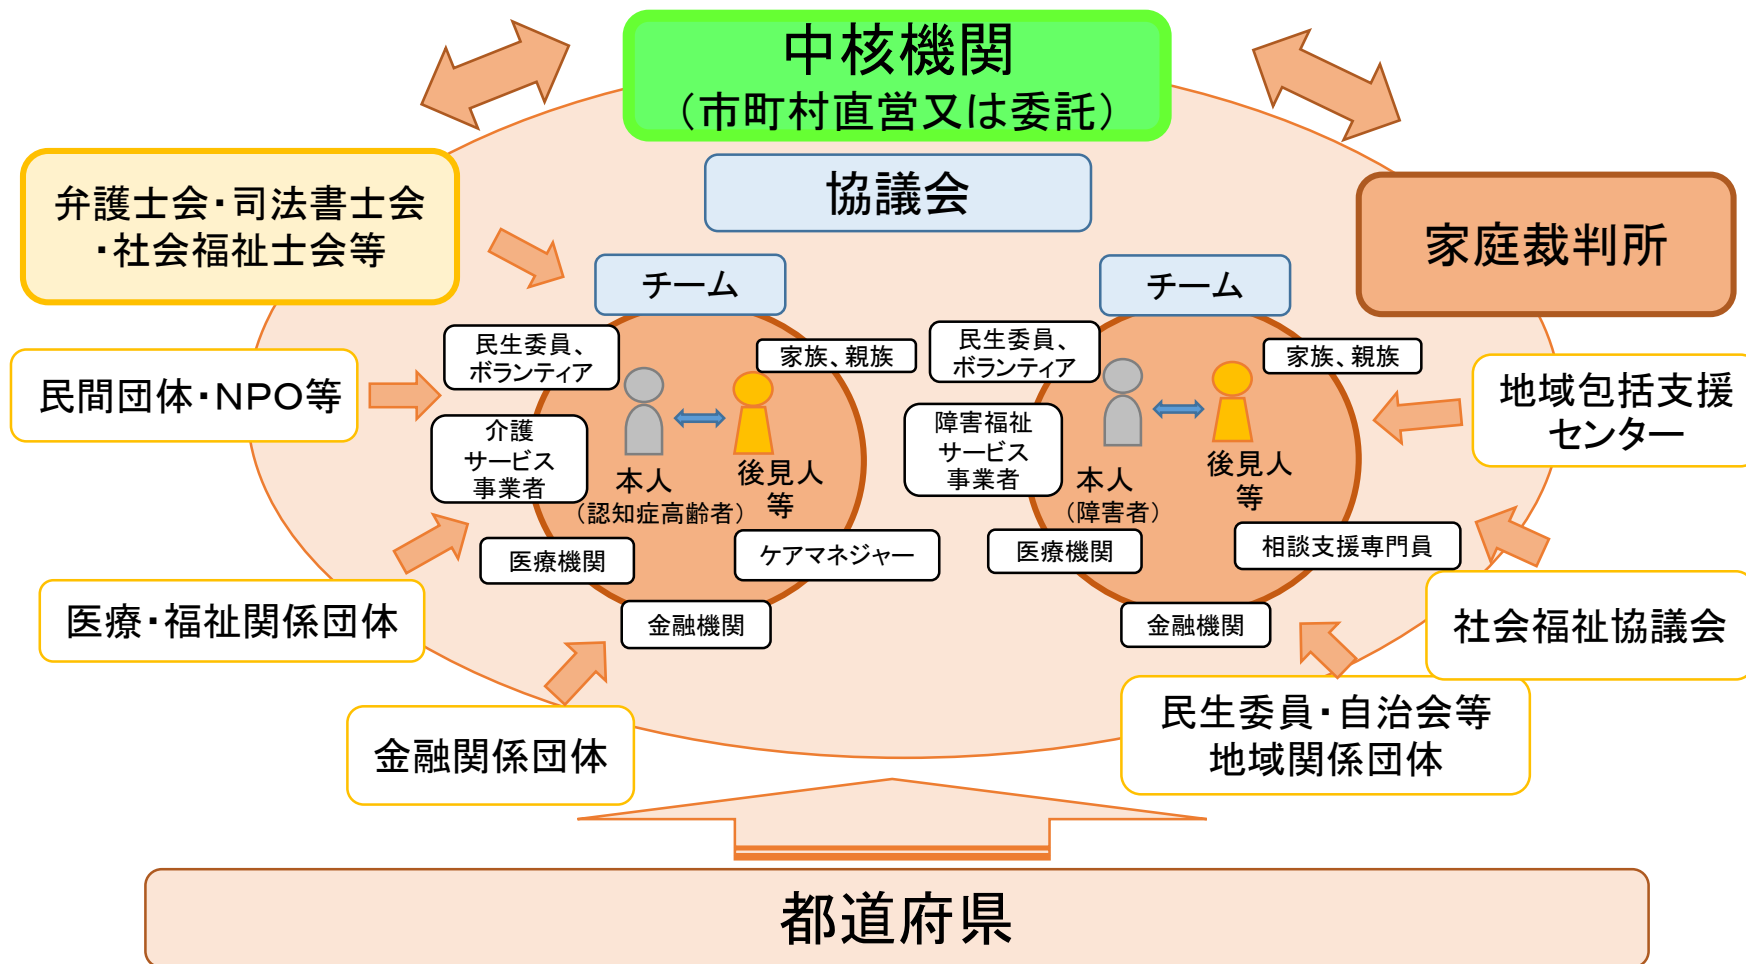 中核機関
（市町村直営又は委託）
協議会
弁護士会・司法書士会
・社会福祉士会等
家庭裁判所
民間団体・NPO等
医療・福祉関係団体
金融関係団体
チーム
民生委員、
ボランティア
家族、親族
介護
サービス
事業者
本人
（認知症高齢者）
後見人
等
医療機関
ケアマネジャー
金融機関
チーム
民生委員、
ボランティア
家族、親族
障害福祉
サービス
事業者
本人
（障害者）
後見人
等
医療機関
相談支援専門員
金融機関
地域包括支援
センター
社会福祉協議会
民生委員・自治会等
地域関係団体
都道府県